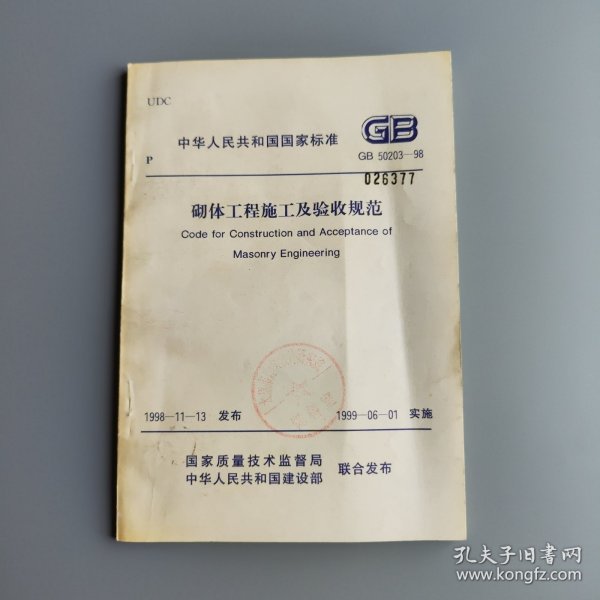 UDC
中华人民共和国国家标准
GB
P
GB 50203—98
026377
砌体工程施工及验收规范
Code for Construction and Acceptance of
Masonry Engineering
1998—11—13 发布
1999—06—01 实施
国家质量技术监督局
中华人民共和国建设部
联合发布
孔夫子旧书网
www.kongfz.com